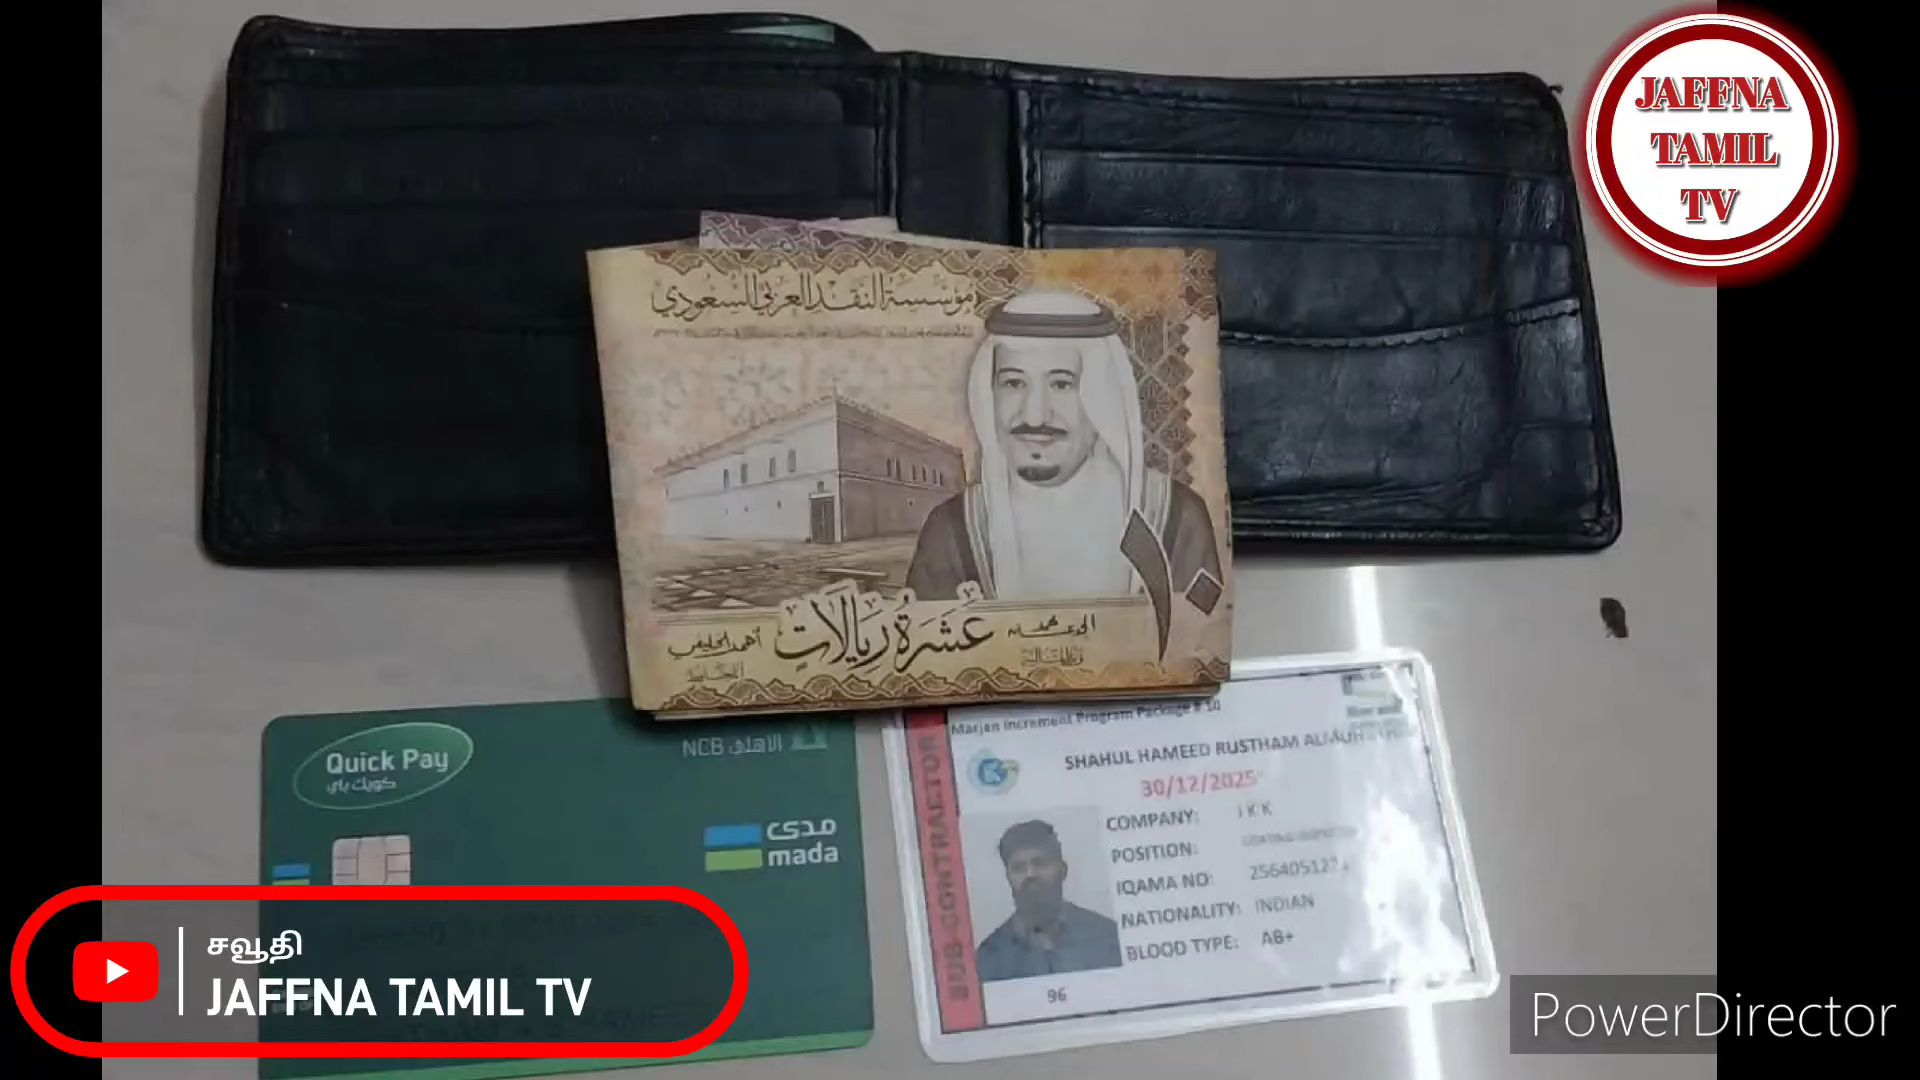 JAFFNA
TAMIL
TV
مؤسسة النقد العربي السعودي
عشرة ريالات
١٠
Quick Pay
كويك باي
NCB الاهلي
مدى
mada
Marjan Increment Program Package # 10
SHAHUL HAMEED RUSTHAM
30/12/2025
SUB-CONTRACTOR
COMPANY: I K K
POSITION:
IQAMA NO:
NATIONALITY: INDIAN
BLOOD TYPE: AB+
96
சவூதி
JAFFNA TAMIL TV
PowerDirector